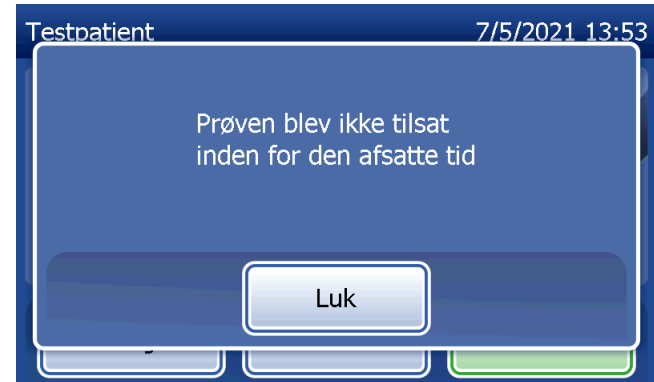 Testpatient 7/5/2021 13:53
Prøven blev ikke tilsat
inden for den afsatte tid
Luk